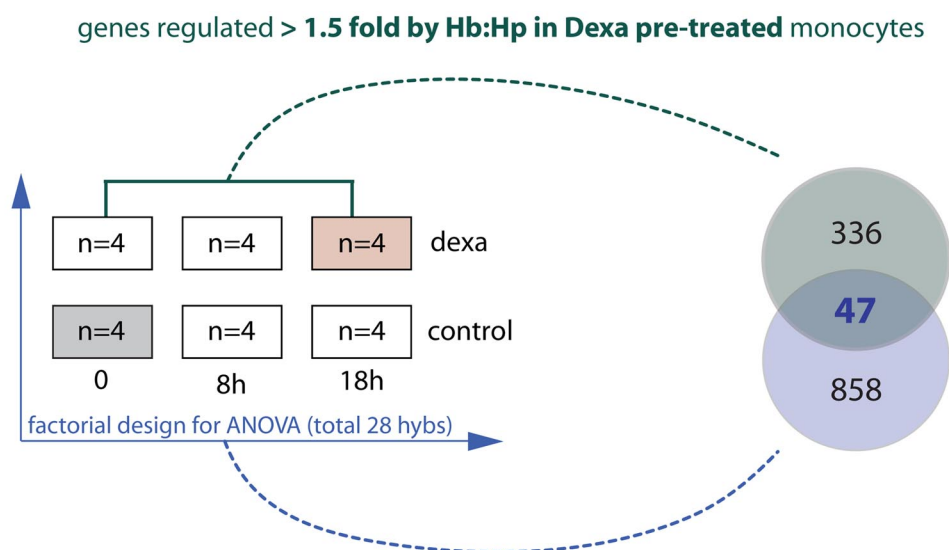 genes regulated > 1.5 fold by Hb:Hp in Dexa pre-treated monocytes
n=4 n=4 n=4 dexa
336
n=4 n=4 n=4 control
47
0 8h 18h
858
factorial design for ANOVA (total 28 hybs)